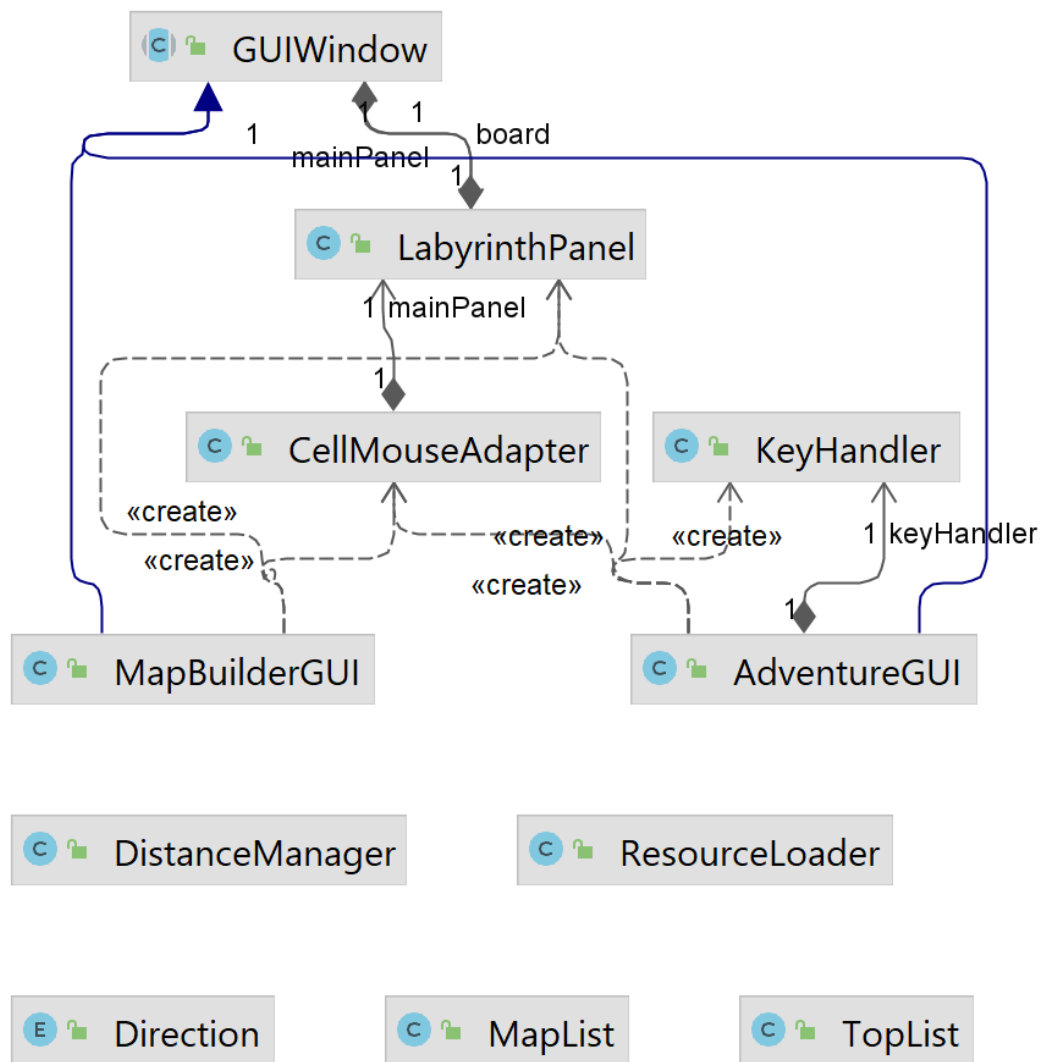 C GUIWindow
1 1 1 board
mainPanel
1
C LabyrinthPanel
1 mainPanel
1
C CellMouseAdapter
C KeyHandler
«create»
«create» «create» 1 keyHandler
«create»
«create»
1
C MapBuilderGUI
C AdventureGUI
C DistanceManager
C ResourceLoader
E Direction
C MapList
C TopList